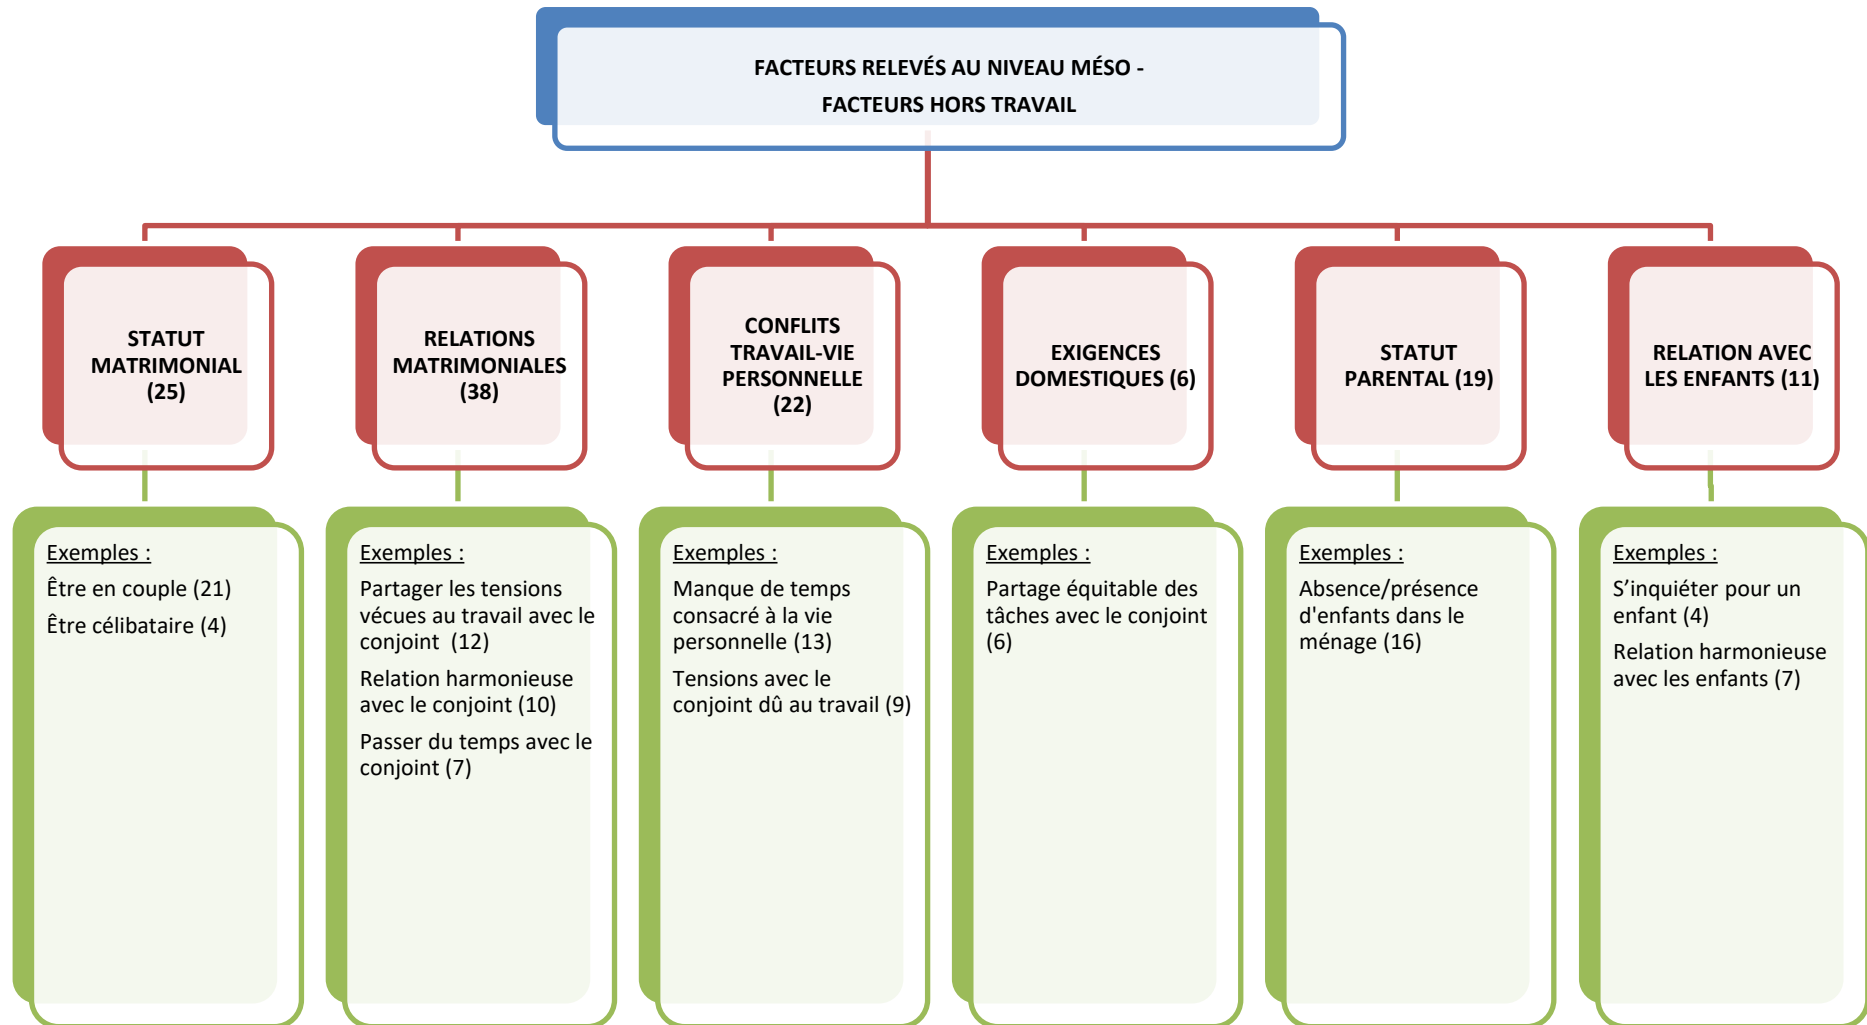 FACTEURS RELEVÉS AU NIVEAU MÉSO -
FACTEURS HORS TRAVAIL
STATUT
MATRIMONIAL
(25)
RELATIONS
MATRIMONIALES
(38)
CONFLITS
TRAVAIL-VIE
PERSONNELLE
(22)
EXIGENCES
DOMESTIQUES (6)
STATUT
PARENTAL (19)
RELATION AVEC
LES ENFANTS (11)
Exemples :
Être en couple (21)
Être célibataire (4)
Exemples :
Partager les tensions
vécues au travail avec le
conjoint (12)
Relation harmonieuse
avec le conjoint (10)
Passer du temps avec le
conjoint (7)
Exemples :
Manque de temps
consacré à la vie
personnelle (13)
Tensions avec le
conjoint dû au travail (9)
Exemples :
Partage équitable des
tâches avec le conjoint
(6)
Exemples :
Absence/présence
d'enfants dans le
ménage (16)
Exemples :
S’inquiéter pour un
enfant (4)
Relation harmonieuse
avec les enfants (7)